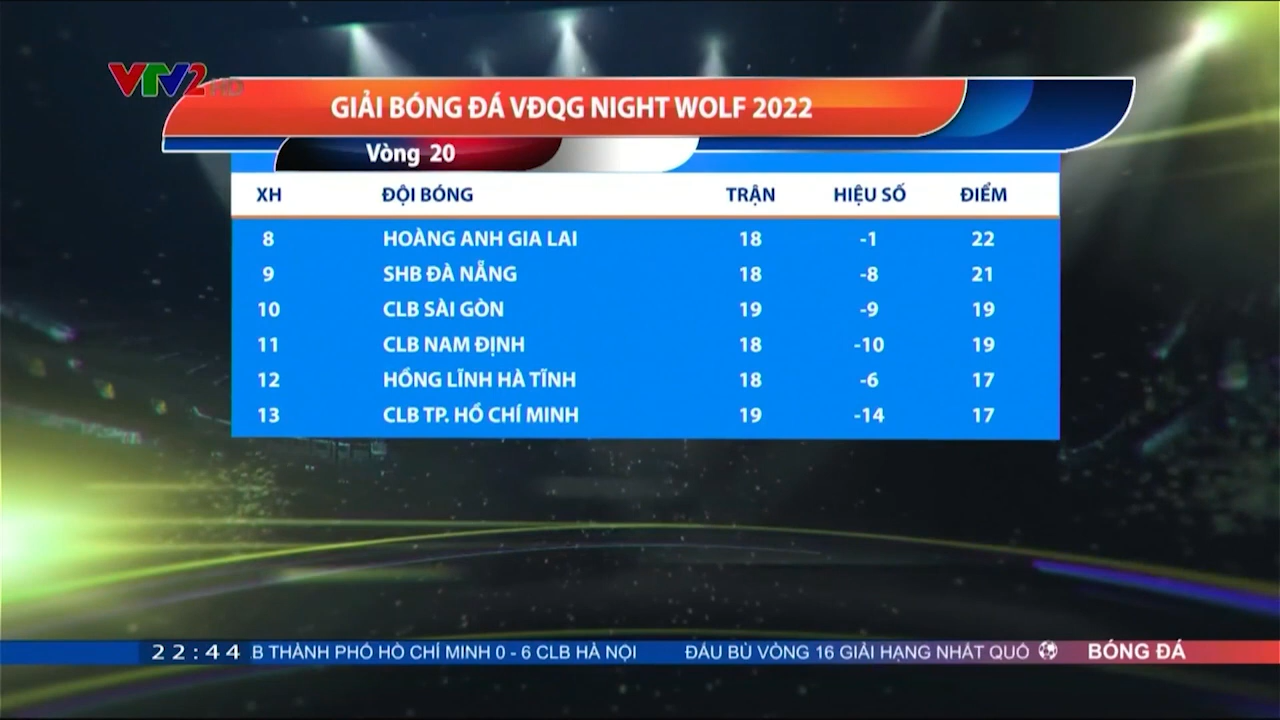 VTV2 HD
GIẢI BÓNG ĐÁ VĐQG NIGHT WOLF 2022
Vòng 20
XH ĐỘI BÓNG TRẬN HIỆU SỐ ĐIỂM
8 HOÀNG ANH GIA LAI 18 -1 22
9 SHB ĐÀ NẴNG 18 -8 21
10 CLB SÀI GÒN 19 -9 19
11 CLB NAM ĐỊNH 18 -10 19
12 HỒNG LĨNH HÀ TĨNH 18 -6 17
13 CLB TP. HỒ CHÍ MINH 19 -14 17
22:44 B THÀNH PHỐ HỒ CHÍ MINH 0 - 6 CLB HÀ NỘI ĐÁU BÙ VÒNG 16 GIẢI HẠNG NHẤT QUỐ BÓNG ĐÁ